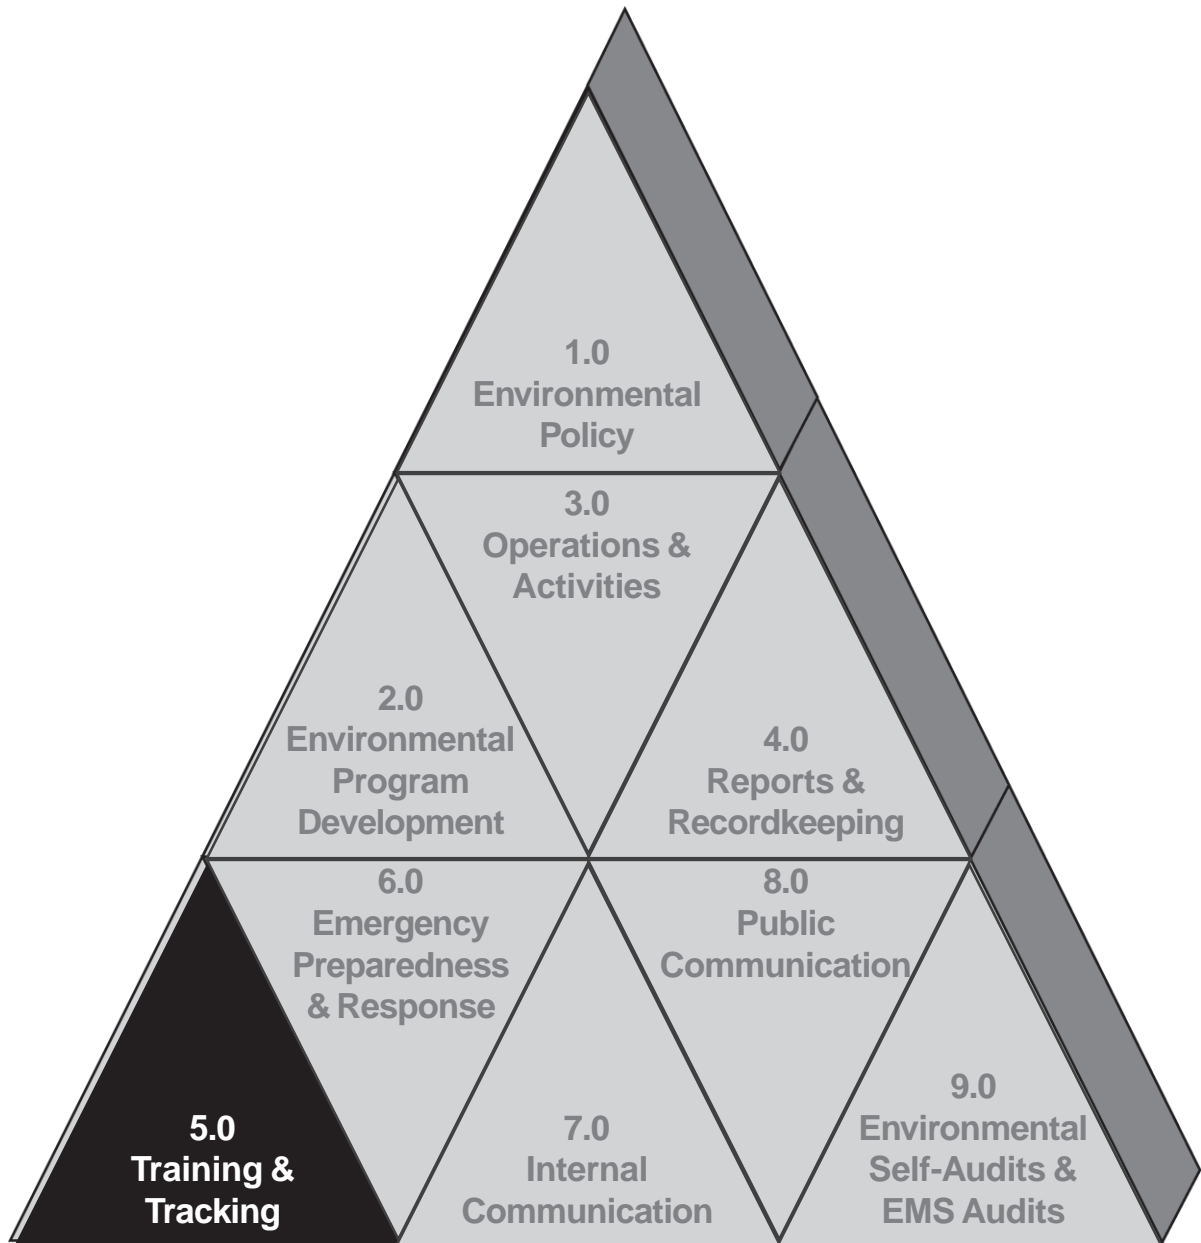 1.0
Environmental
Policy
3.0
Operations &
Activities
2.0
Environmental
Program
Development
4.0
Reports &
Recordkeeping
6.0
Emergency
Preparedness
& Response
8.0
Public
Communication
5.0
Training &
Tracking
7.0
Internal
Communication
9.0
Environmental
Self-Audits &
EMS Audits